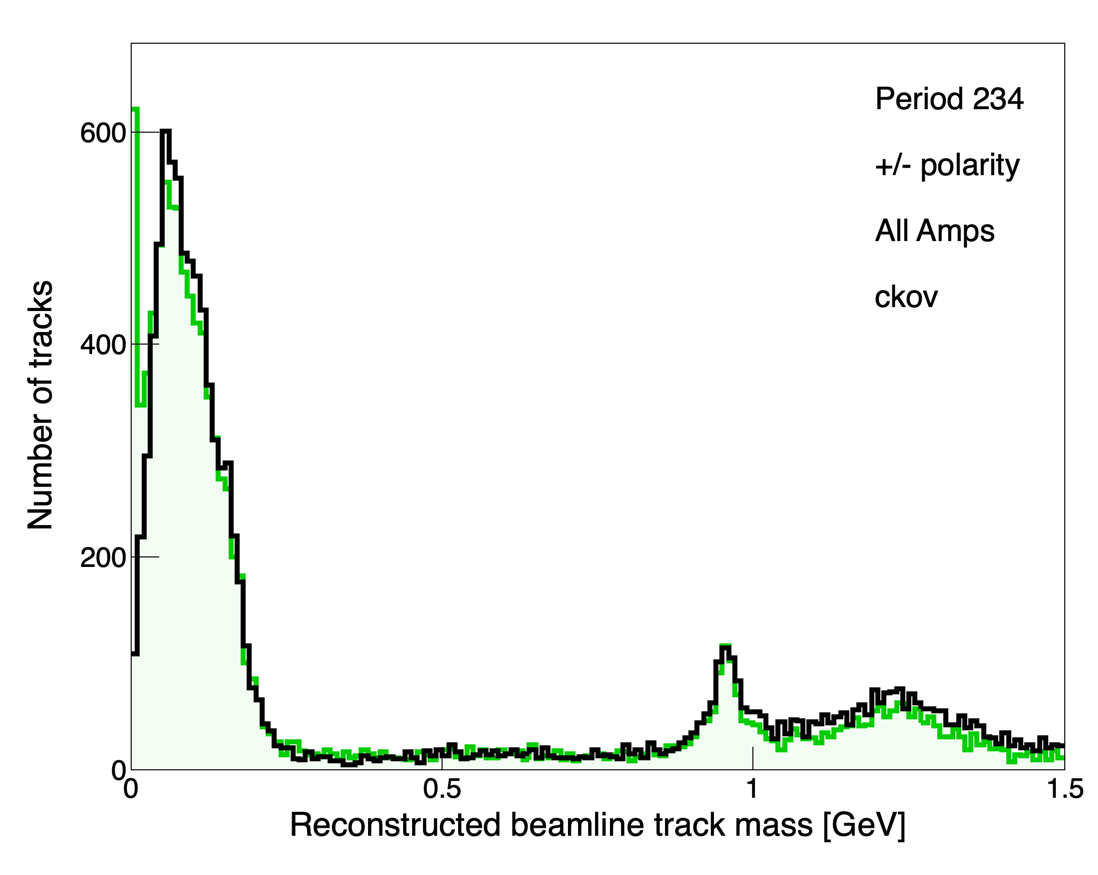 Period 234
+/- polarity
All Amps
ckov
Number of tracks
600
400
200
0
0
0.5
1
1.5
Reconstructed beamline track mass [GeV]